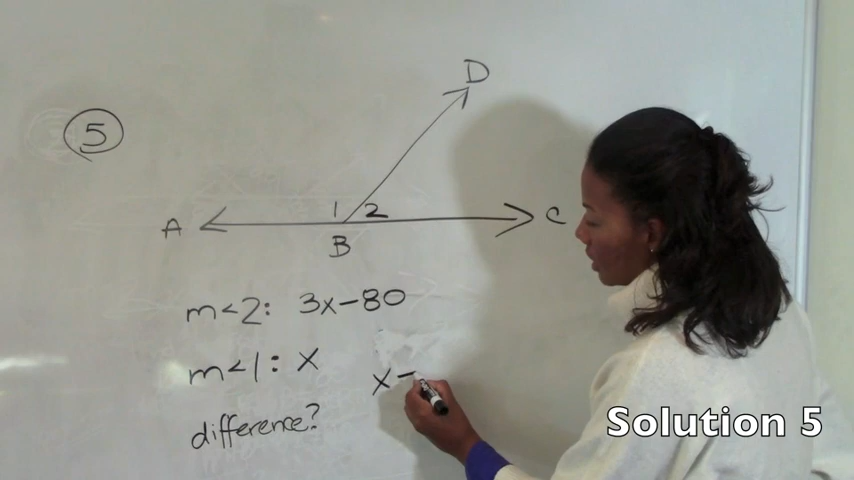 5
D
1 2
A
C
B
m<2: 3x-80
m<1: x
x-
difference?
Solution 5